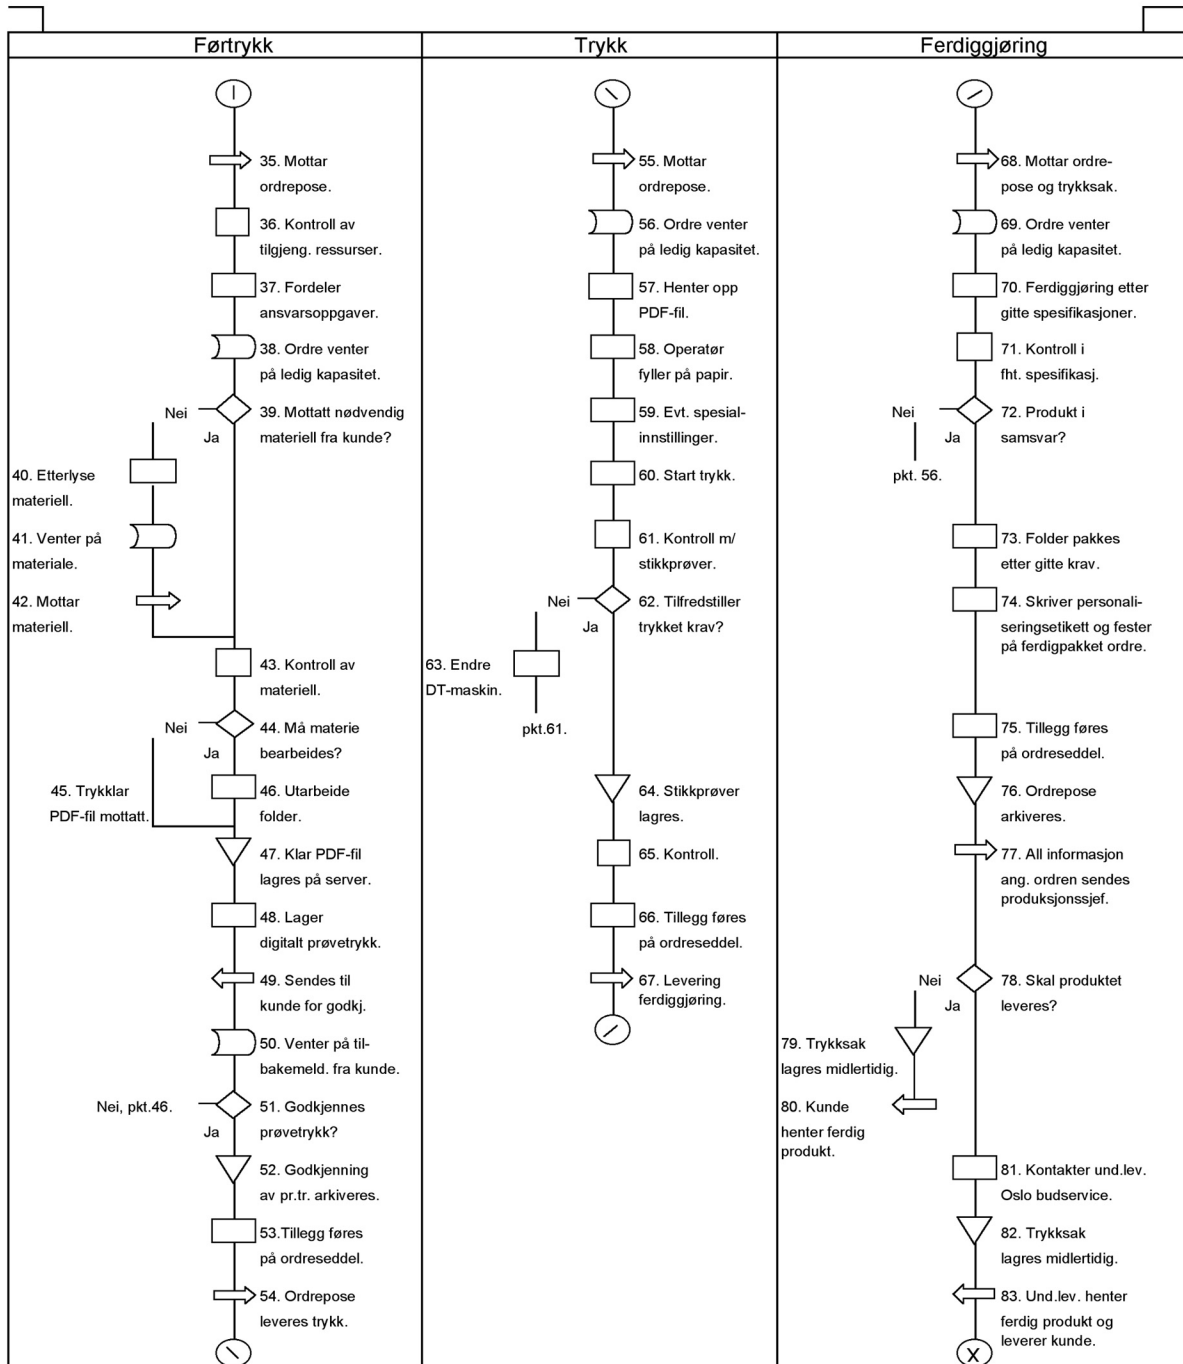 Førtrykk
35. Mottar
ordrepose.
36. Kontroll av
tilgjeng. ressurser.
37. Fordeler
ansvarsoppgaver.
38. Ordre venter
på ledig kapasitet.
Nei
39. Mottatt nødvendig
materiell fra kunde?
Ja
40. Etterlyse
materiell.
41. Venter på
materiale.
42. Mottar
materiell.
43. Kontroll av
materiell.
Nei
44. Må materie
bearbeides?
Ja
45. Trykklar
PDF-fil mottatt.
46. Utarbeide
folder.
47. Klar PDF-fil
lagres på server.
48. Lager
digitalt prøvetrykk.
49. Sendes til
kunde for godkj.
50. Venter på til-
bakemeld. fra kunde.
Nei, pkt.46.
51. Godkjennes
prøvetrykk?
Ja
52. Godkjenning
av pr.tr. arkiveres.
53.Tillegg føres
på ordreseddel.
54. Ordrepose
leveres trykk.
Trykk
55. Mottar
ordrepose.
56. Ordre venter
på ledig kapasitet.
57. Henter opp
PDF-fil.
58. Operatør
fyller på papir.
59. Evt. spesial-
innstillinger.
60. Start trykk.
61. Kontroll m/
stikkprøver.
Nei
62. Tilfredstiller
trykket krav?
Ja
63. Endre
DT-maskin.
pkt.61.
64. Stikkprøver
lagres.
65. Kontroll.
66. Tillegg føres
på ordreseddel.
67. Levering
ferdiggjøring.
Ferdiggjøring
68. Mottar ordre-
pose og trykksak.
69. Ordre venter
på ledig kapasitet.
70. Ferdiggjøring etter
gitte spesifikasjoner.
71. Kontroll i
fht. spesifikasj.
Nei
72. Produkt i
samsvar?
Ja
pkt. 56.
73. Folder pakkes
etter gitte krav.
74. Skriver personali-
seringsetikett og fester
på ferdigpakket ordre.
75. Tillegg føres
på ordreseddel.
76. Ordrepose
arkiveres.
77. All informasjon
ang. ordren sendes
produksjonssjef.
Nei
78. Skal produktet
leveres?
Ja
79. Trykksak
lagres midlertidig.
80. Kunde
henter ferdig
produkt.
81. Kontakter und.lev.
Oslo budservice.
82. Trykksak
lagres midlertidig.
83. Und.lev. henter
ferdig produkt og
leverer kunde.
X